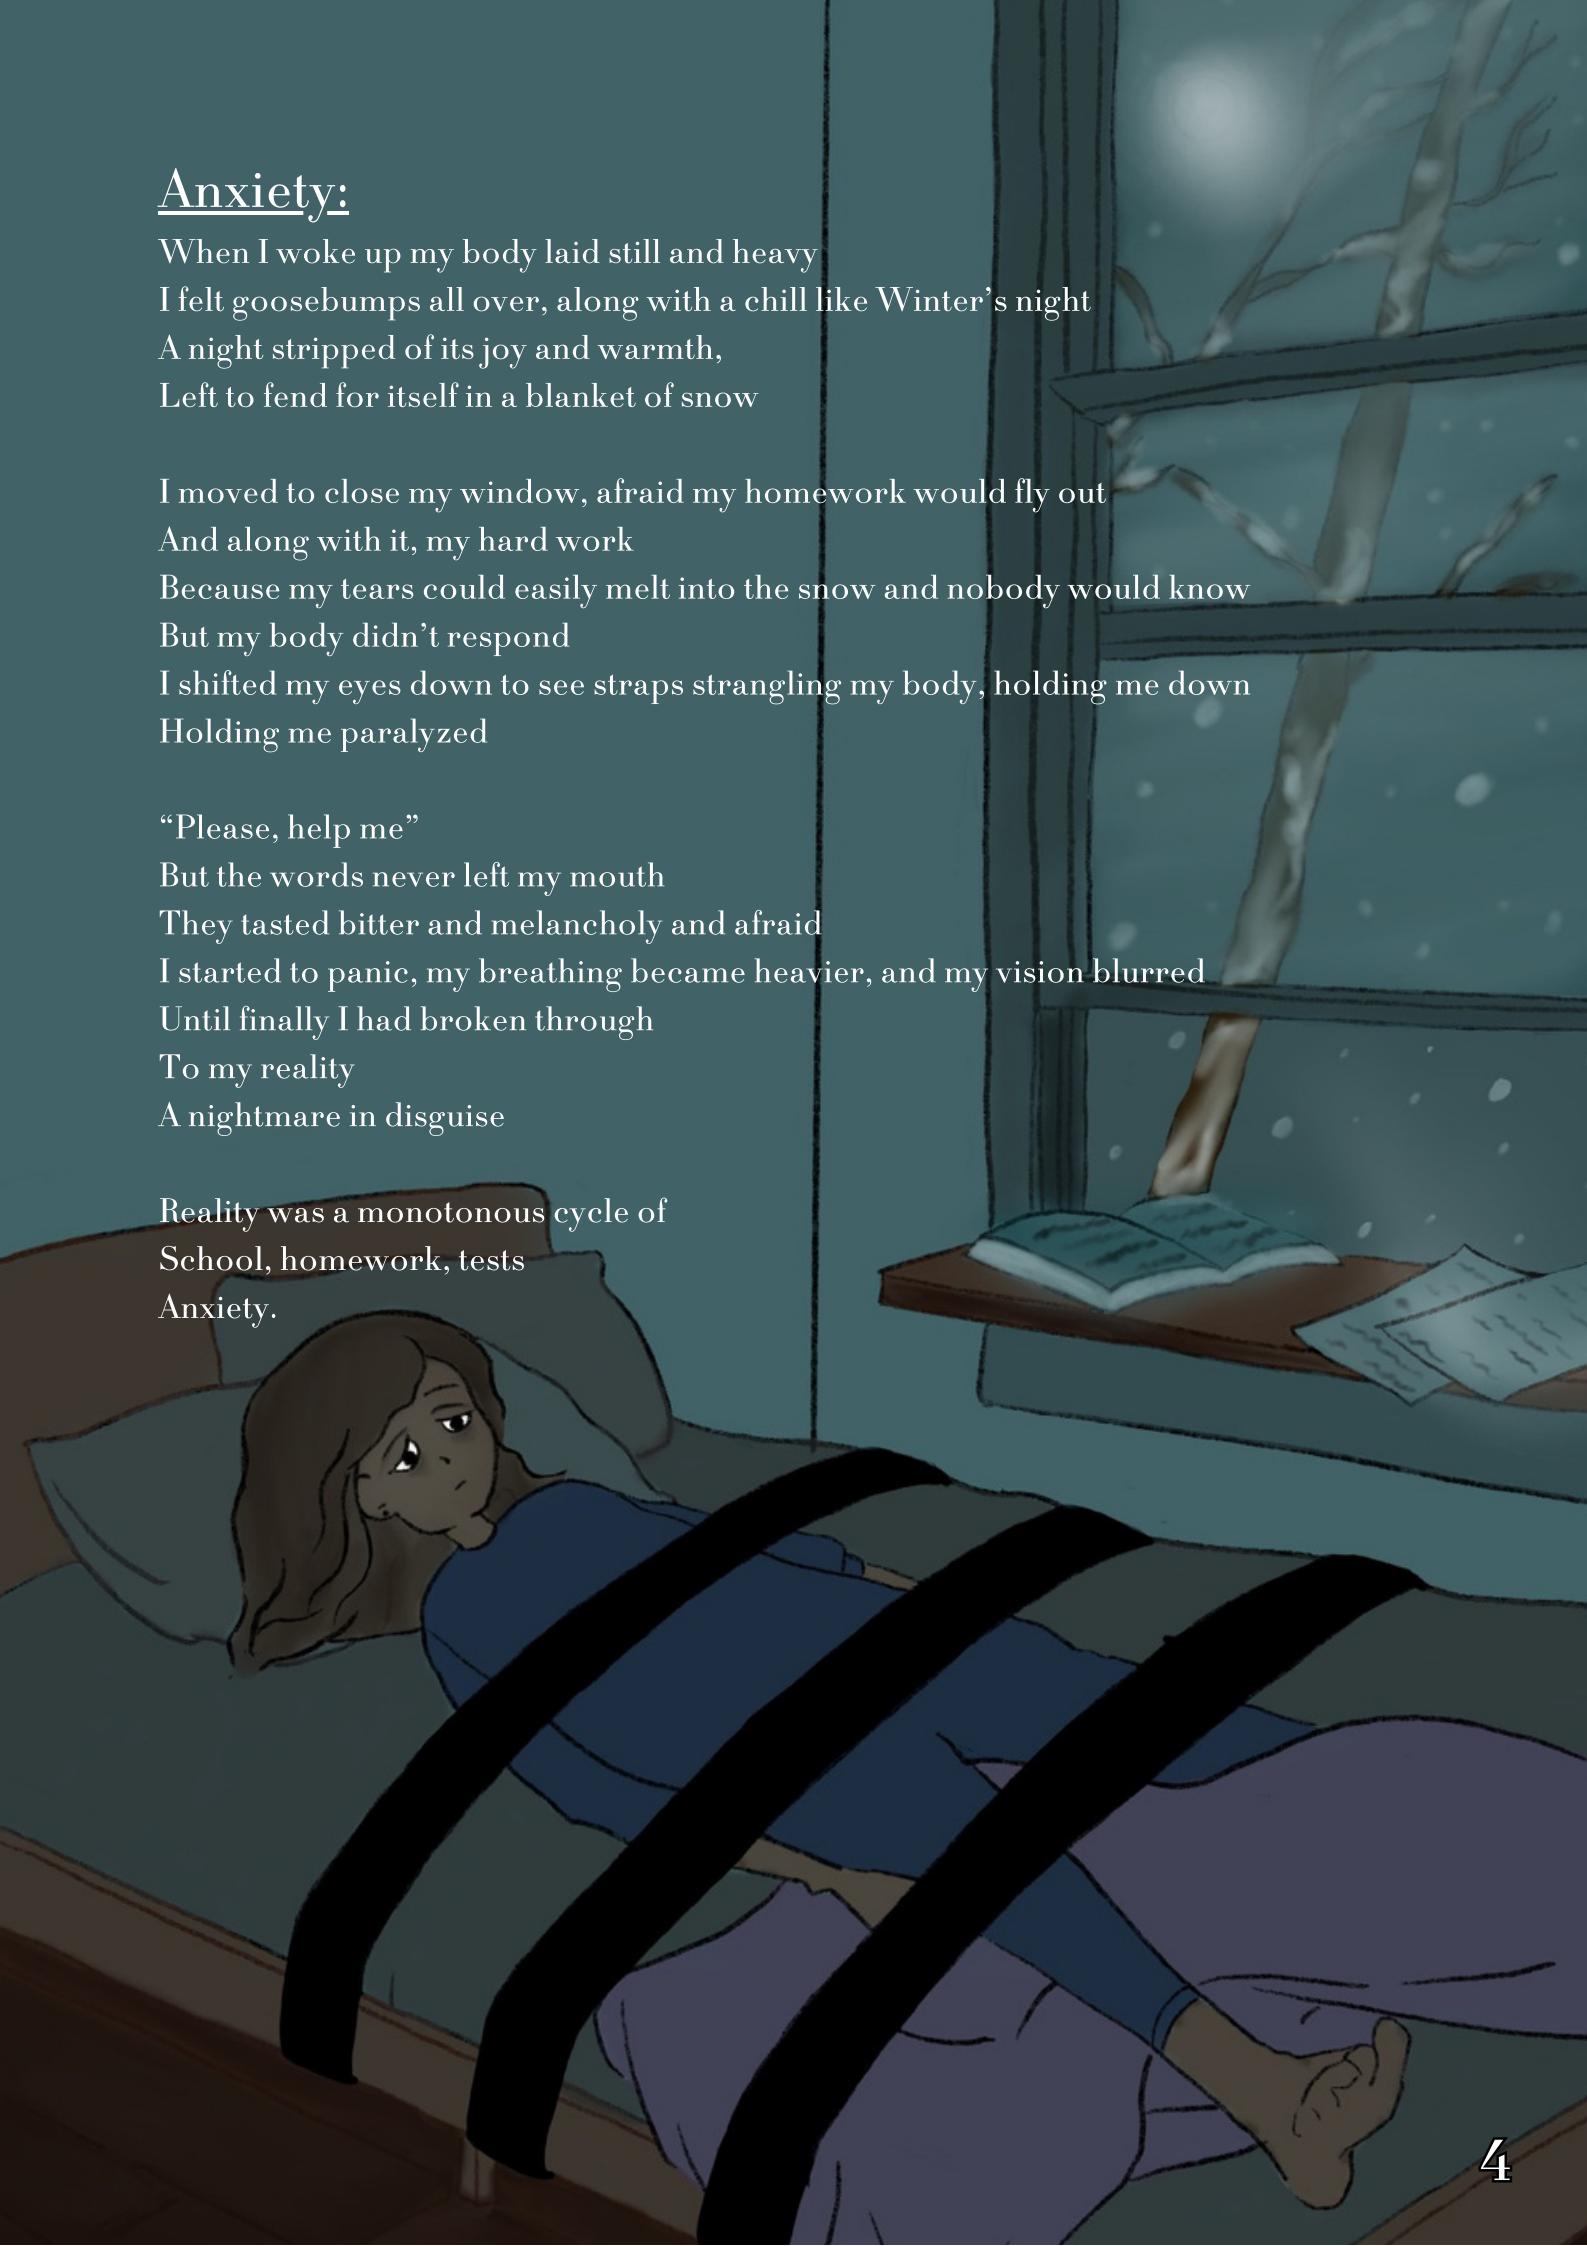 Anxiety:
When I woke up my body laid still and heavy
I felt goosebumps all over, along with a chill like Winter’s night
A night stripped of its joy and warmth,
Left to fend for itself in a blanket of snow
I moved to close my window, afraid my homework would fly out
And along with it, my hard work
Because my tears could easily melt into the snow and nobody would know
But my body didn’t respond
I shifted my eyes down to see straps strangling my body, holding me down
Holding me paralyzed
“Please, help me”
But the words never left my mouth
They tasted bitter and melancholy and afraid
I started to panic, my breathing became heavier, and my vision blurred
Until finally I had broken through
To my reality
A nightmare in disguise
Reality was a monotonous cycle of
School, homework, tests
Anxiety.
4